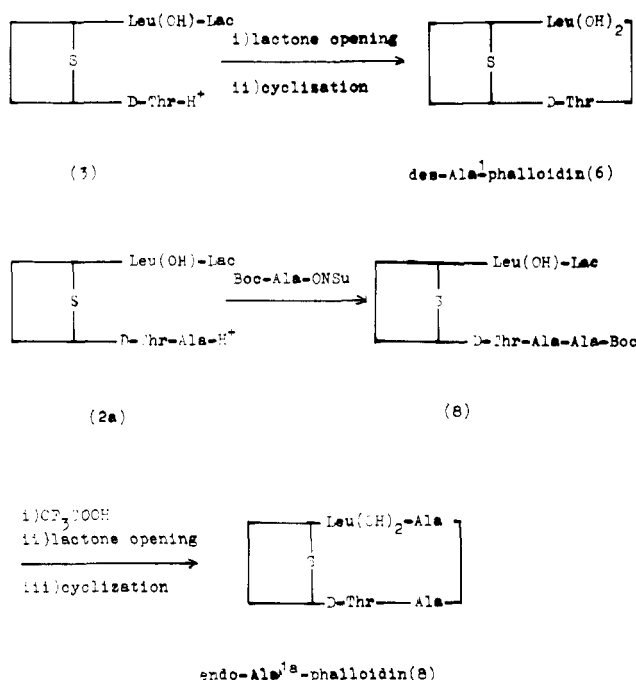 Leu(OH)-Lac
i)lactone opening
Leu(OH)2
S
S
ii)cyclization
D-Thr-H+
D-Thr
(3)
des-Ala1-phalloidin(6)
Leu(OH)-Lac
Boc-Ala-ONSu
Leu(OH)-Lac
S
S
D-Thr-Ala-H+
D-Thr-Ala-Ala-Boc
(2a)
(8)
i)CF3COOH
ii)lactone opening
Leu(OH)2-Ala
S
iii)cyclization
D-Thr
Ala
endo-Ala1a-phalloidin(8)